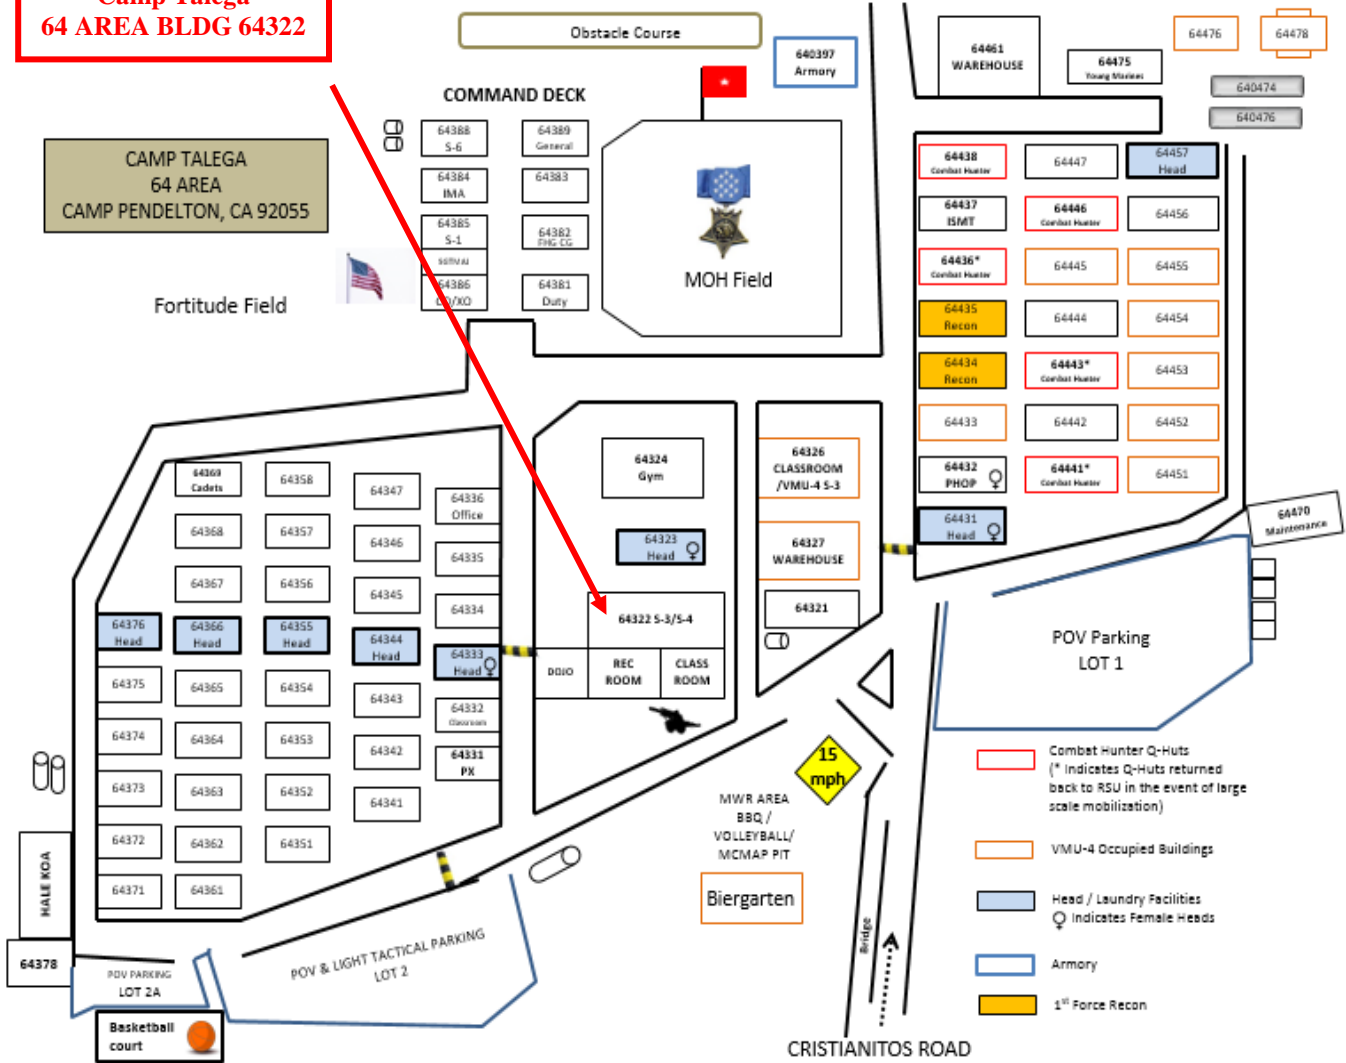 Camp Talega
64 AREA BLDG 64322
Obstacle Course
640397
Armory
64461
WAREHOUSE
64475
Young Marines
64476
64478
640474
640476
COMMAND DECK
CAMP TALEGA
64 AREA
CAMP PENDELTON, CA 92055
Fortitude Field
64388
S-6
64389
General
64384
IMA
64383
64385
S-1
64382
FHG CG
SGTMAJ
64386
CO/XO
64381
Duty
MOH Field
64438
Combat Hunter
64447
64457
Head
64437
ISMT
64446
Combat Hunter
64456
64436*
Combat Hunter
64445
64455
64435
Recon
64444
64454
64434
Recon
64443*
Combat Hunter
64453
64433
64442
64452
64432
PHOP ♀
64441*
Combat Hunter
64451
64431
Head ♀
64470
Maintenance
64324
Gym
64323
Head ♀
64326
CLASSROOM
/VMU-4 S-3
64327
WAREHOUSE
64321
64322 S-3/S-4
DOJO
REC
ROOM
CLASS
ROOM
64369
Cadets
64358
64347
64336
Office
64368
64357
64346
64335
64367
64356
64345
64334
64376
Head
64366
Head
64355
Head
64344
Head
64333
Head ♀
64375
64365
64354
64343
64332
Classroom
64374
64364
64353
64342
64331
PX
64373
64363
64352
64341
64372
64362
64351
64371
64361
HALE KOA
64378
POV PARKING
LOT 2A
POV & LIGHT TACTICAL PARKING
LOT 2
Basketball
court
POV Parking
LOT 1
15
mph
MWR AREA
BBQ /
VOLLEYBALL/
MCMAP PIT
Biergarten
Bridge
CRISTIANITOS ROAD
Combat Hunter Q-Huts
(* Indicates Q-Huts returned
back to RSU in the event of large
scale mobilization)
VMU-4 Occupied Buildings
Head / Laundry Facilities
♀ Indicates Female Heads
Armory
1st Force Recon